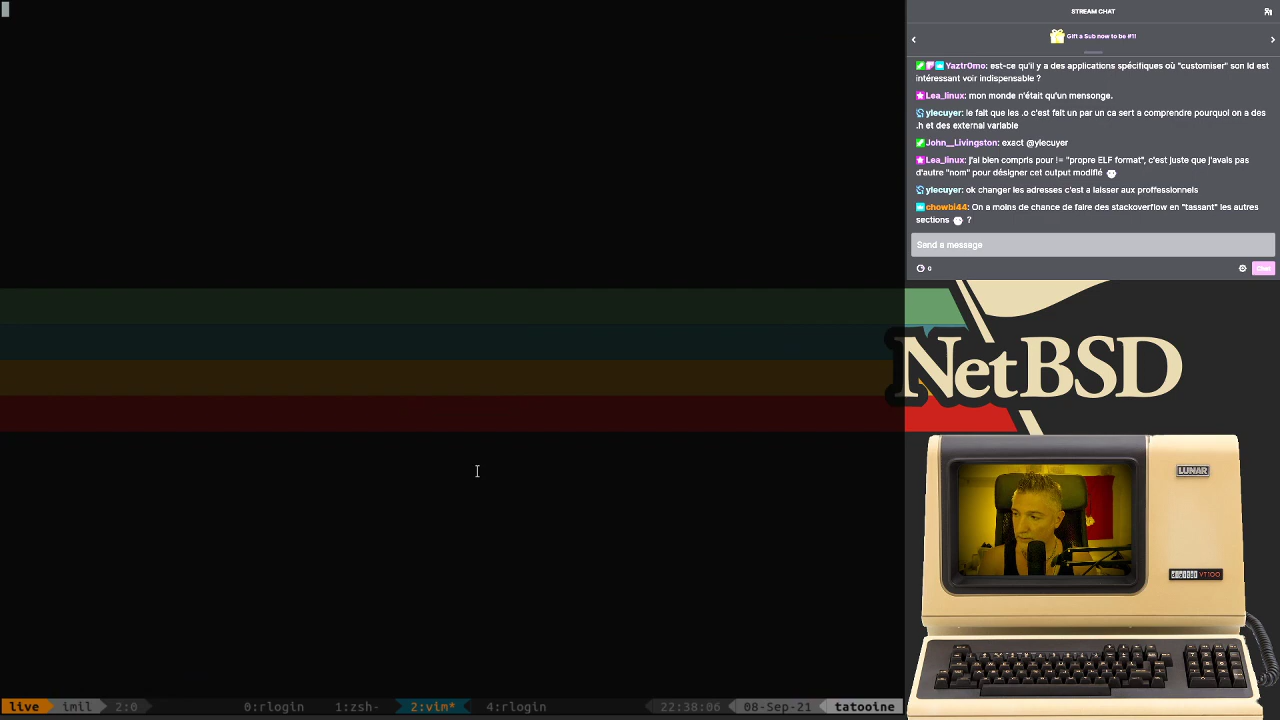 STREAM CHAT
Gift a Sub now to be #1!
Yaztr0mo: est-ce qu'il y a des applications spécifiques où "customiser" son ld est
intéressant voir indispensable ?
Lea_linux: mon monde n'était qu'un mensonge.
ylecuyer: le fait que les .o c'est fait un par un ca sert a comprendre pourquoi on a des
.h et des external variable
John__Livingston: exact @ylecuyer
Lea_linux: j'ai bien compris pour != "propre ELF format", c'est juste que j'avais pas
d'autre "nom" pour désigner cet output modifié
ylecuyer: ok changer les adresses c'est a laisser aux proffessionnels
chowbi44: On a moins de chance de faire des stackoverflow en "tassant" les autres
sections ?
Send a message
0
Chat
NetBSD
LUNAR
digital VT100
live imil 2:0 0:rlogin 1:zsh- 2:vim* 4:rlogin 22:38:06 08-Sep-21 tatooine